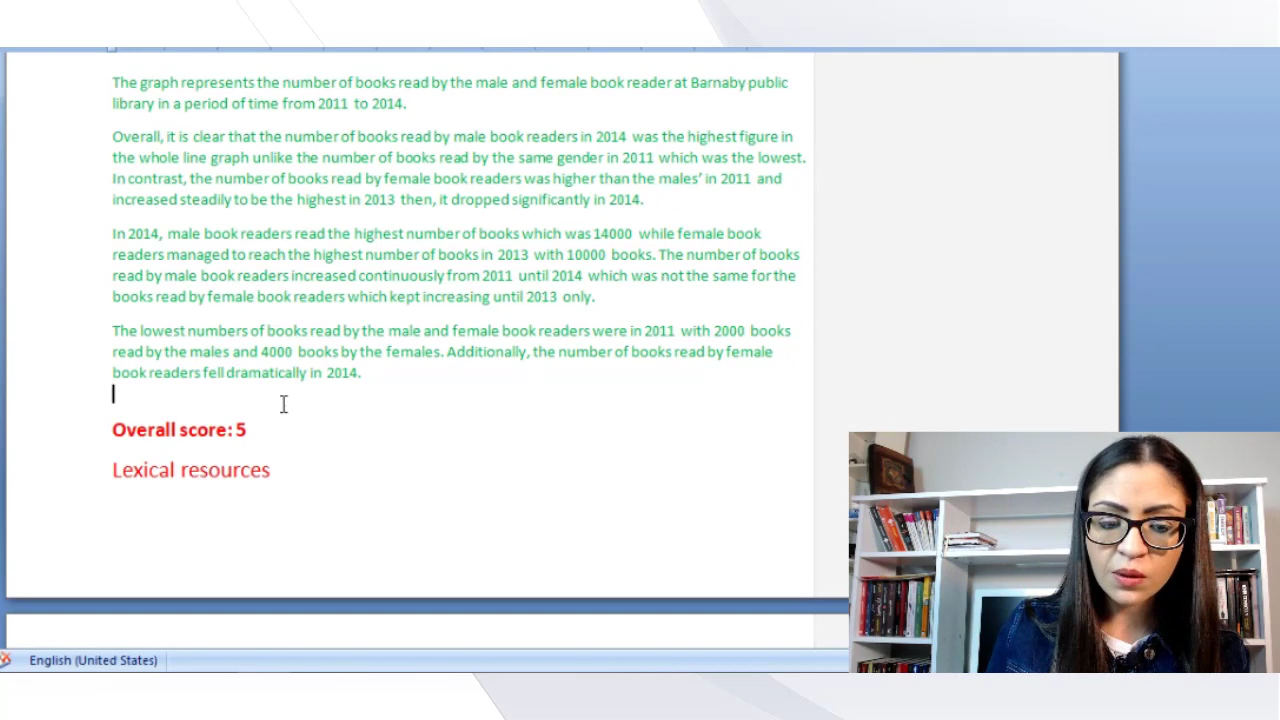 The graph represents the number of books read by the male and female book reader at Barnaby public
library in a period of time from 2011 to 2014.
Overall, it is clear that the number of books read by male book readers in 2014 was the highest figure in
the whole line graph unlike the number of books read by the same gender in 2011 which was the lowest.
In contrast, the number of books read by female book readers was higher than the males' in 2011 and
increased steadily to be the highest in 2013 then, it dropped significantly in 2014.
In 2014, male book readers read the highest number of books which was 14000 while female book
readers managed to reach the highest number of books in 2013 with 10000 books. The number of books
read by male book readers increased continuously from 2011 until 2014 which was not the same for the
books read by female book readers which kept increasing until 2013 only.
The lowest numbers of books read by the male and female book readers were in 2011 with 2000 books
read by the males and 4000 books by the females. Additionally, the number of books read by female
book readers fell dramatically in 2014.
Overall score: 5
Lexical resources
English (United States)